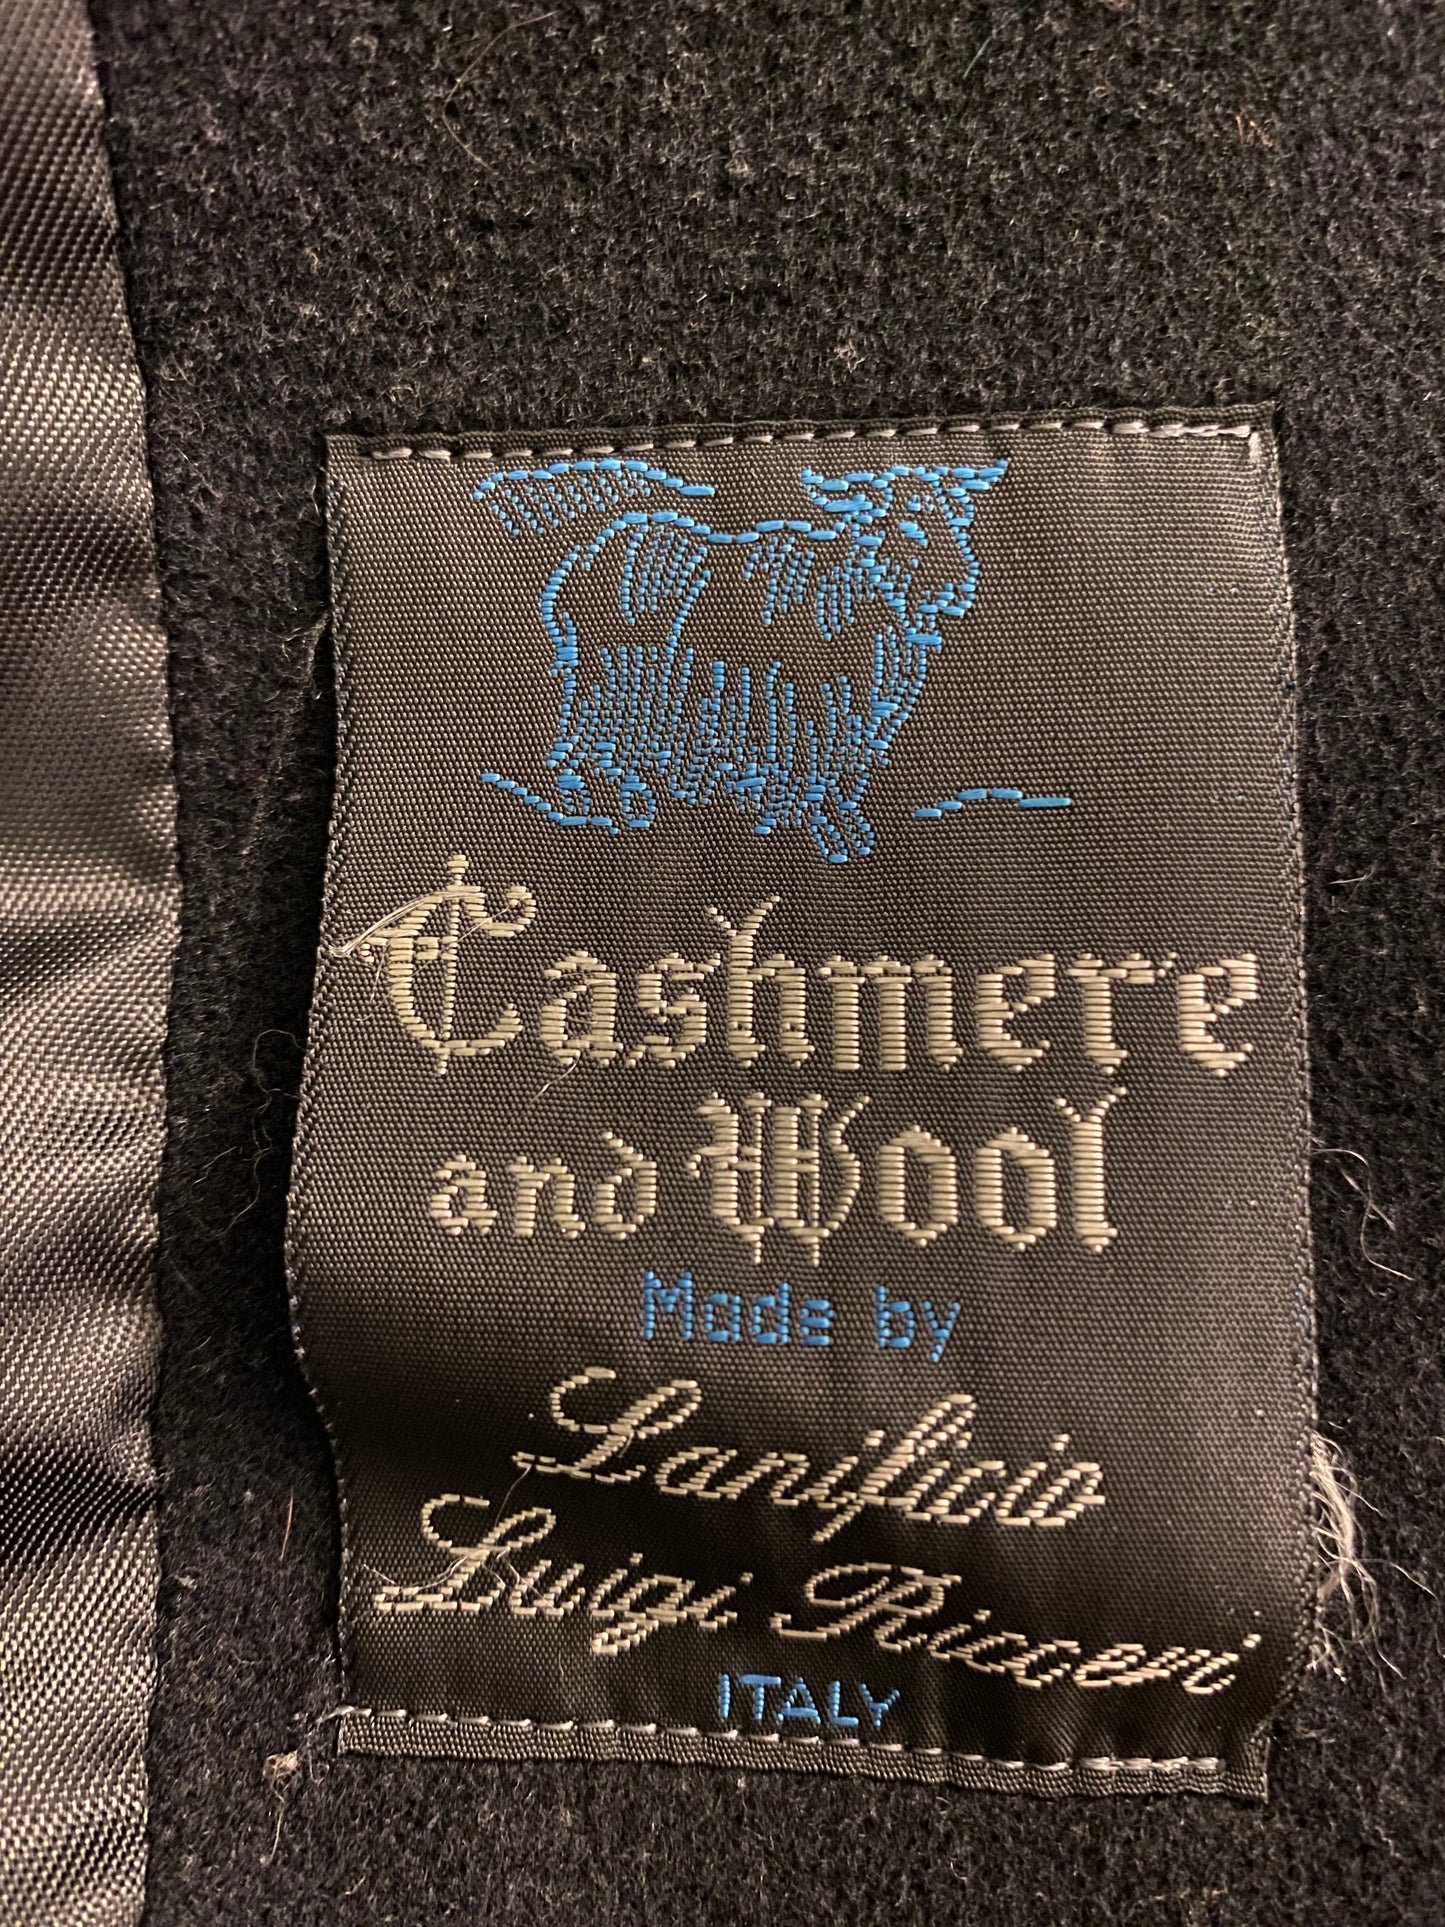 Cashmere
and Wool
Made by
Lanificio
Luigi Ricceri
ITALY